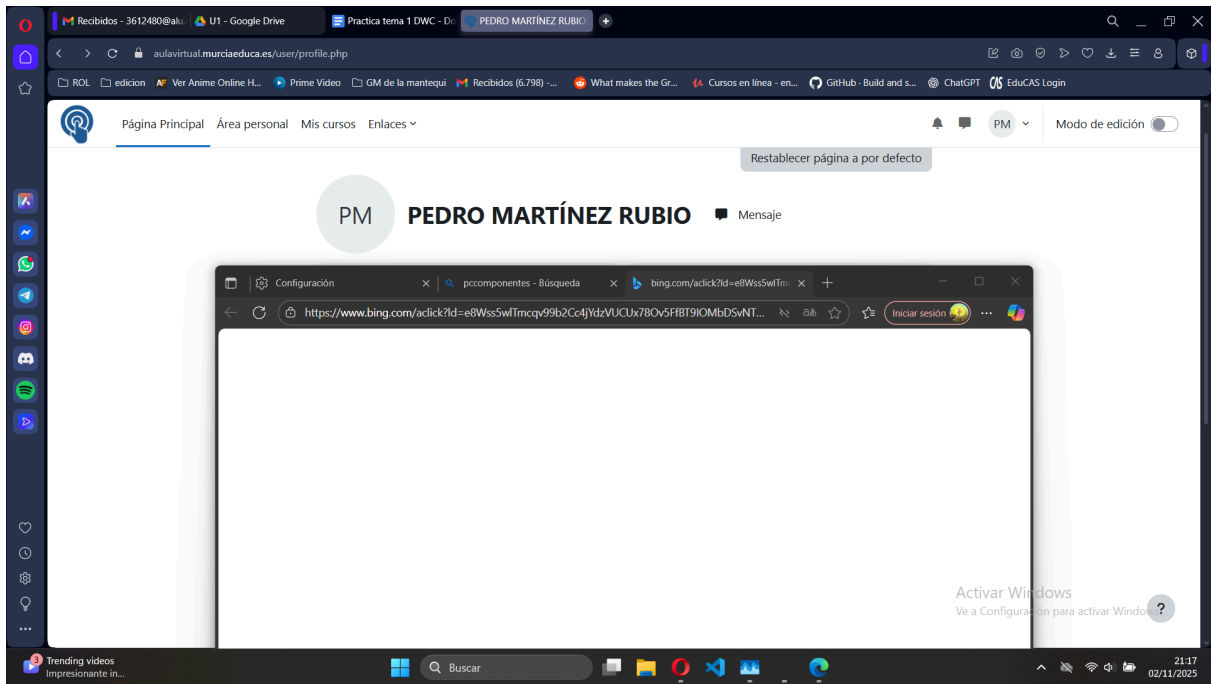 Recibidos - 3612480@alu. U1 - Google Drive Practica tema 1 DWC - Do PEDRO MARTÍNEZ RUBIO:
aulavirtual.murciaeduca.es/user/profile.php
ROL edicion AF Ver Anime Online H... Prime Video GM de la mantequi Recibidos (6.798) -... What makes the Gr... Cursos en línea - en... GitHub · Build and s... ChatGPT EduCAS Login
Página Principal Área personal Mis cursos Enlaces PM Modo de edición
Restablecer página a por defecto
PM PEDRO MARTÍNEZ RUBIO Mensaje
Configuración pccomponentes - Búsqueda bing.com/aclick?ld=e8Wss5wlTmc
https://www.bing.com/aclick?ld=e8Wss5wlTmcqv99b2Cc4jYdzVUCUx78Ov5FfBT9IOMbDSvNT... Iniciar sesión
Activar Windows
Ve a Configuración para activar Windows. ?
3 Trending videos
Impresionante in...
Buscar
21:17
02/11/2025